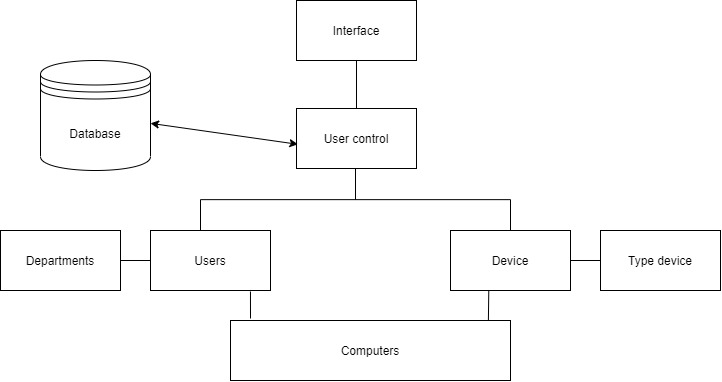 Interface
Database
User control
Departments
Users
Device
Type device
Computers